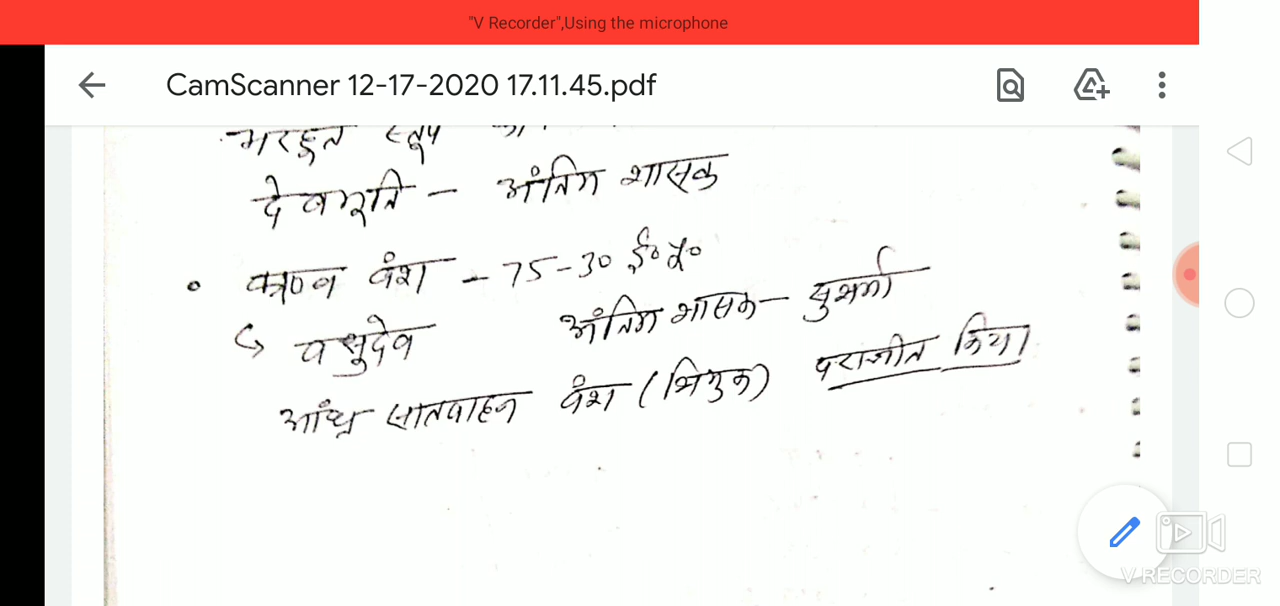 "V Recorder",Using the microphone
CamScanner 12-17-2020 17.11.45.pdf
भरहुत स्तूप
देवभूति - अंतिम शासक
• कण्व वंश - 75-30 ई० पू०
↳ वसुदेव अंतिम शासक - सुशर्मा
आंध्र सातवाहन वंश (सिमुक) पराजीत किया।
V RECORDER